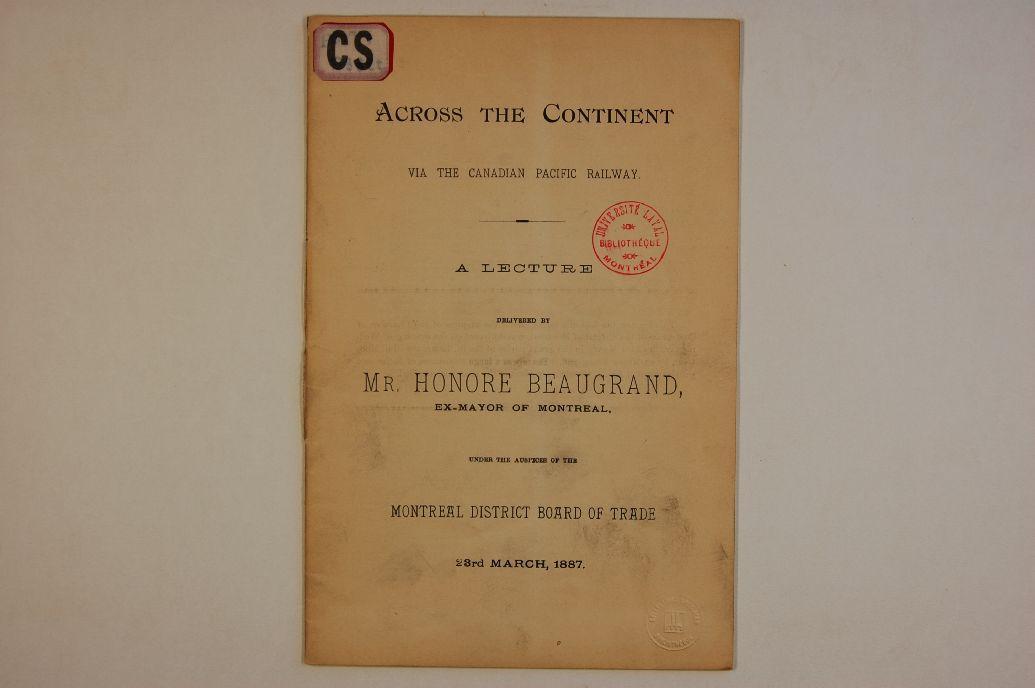 CS
ACROSS THE CONTINENT
VIA THE CANADIAN PACIFIC RAILWAY.
UNIVERSITÉ LAVAL
BIBLIOTHÈQUE
MONTRÉAL
A LECTURE
DELIVERED BY
MR. HONORE BEAUGRAND,
EX-MAYOR OF MONTREAL,
UNDER THE AUSPICES OF THE
MONTREAL DISTRICT BOARD OF TRADE
23rd MARCH, 1887.